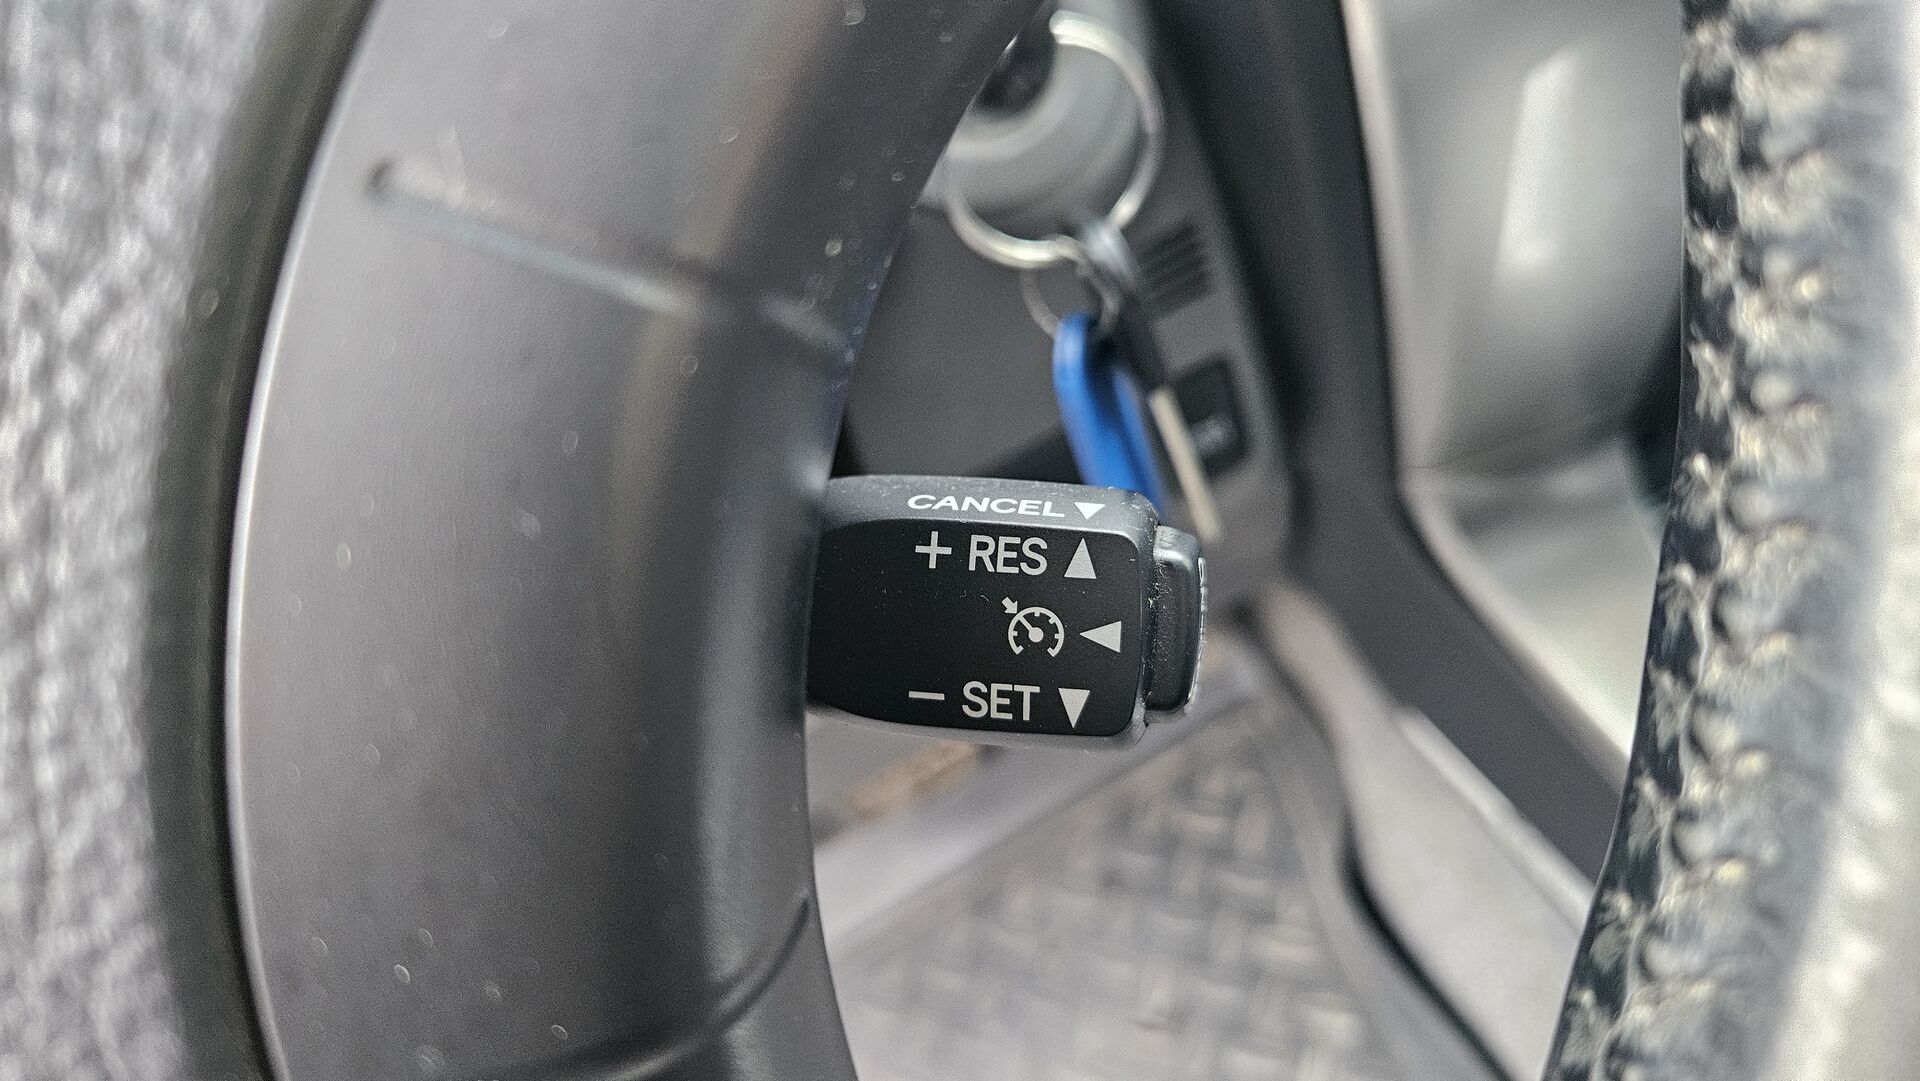 CANCEL ▼
+ RES ▲
◀
− SET ▼